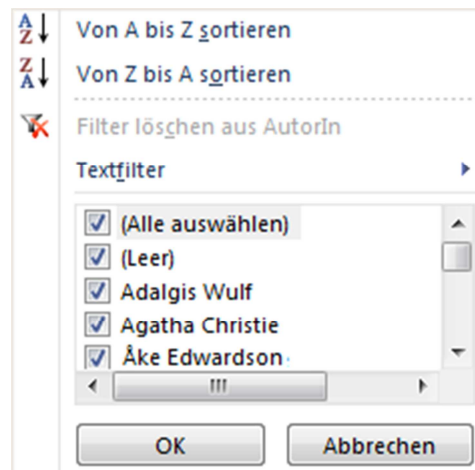 Von A bis Z sortieren
Von Z bis A sortieren
Filter löschen aus AutorIn
Textfilter
(Alle auswählen)
(Leer)
Adalgis Wulf
Agatha Christie
Åke Edwardson
OK
Abbrechen